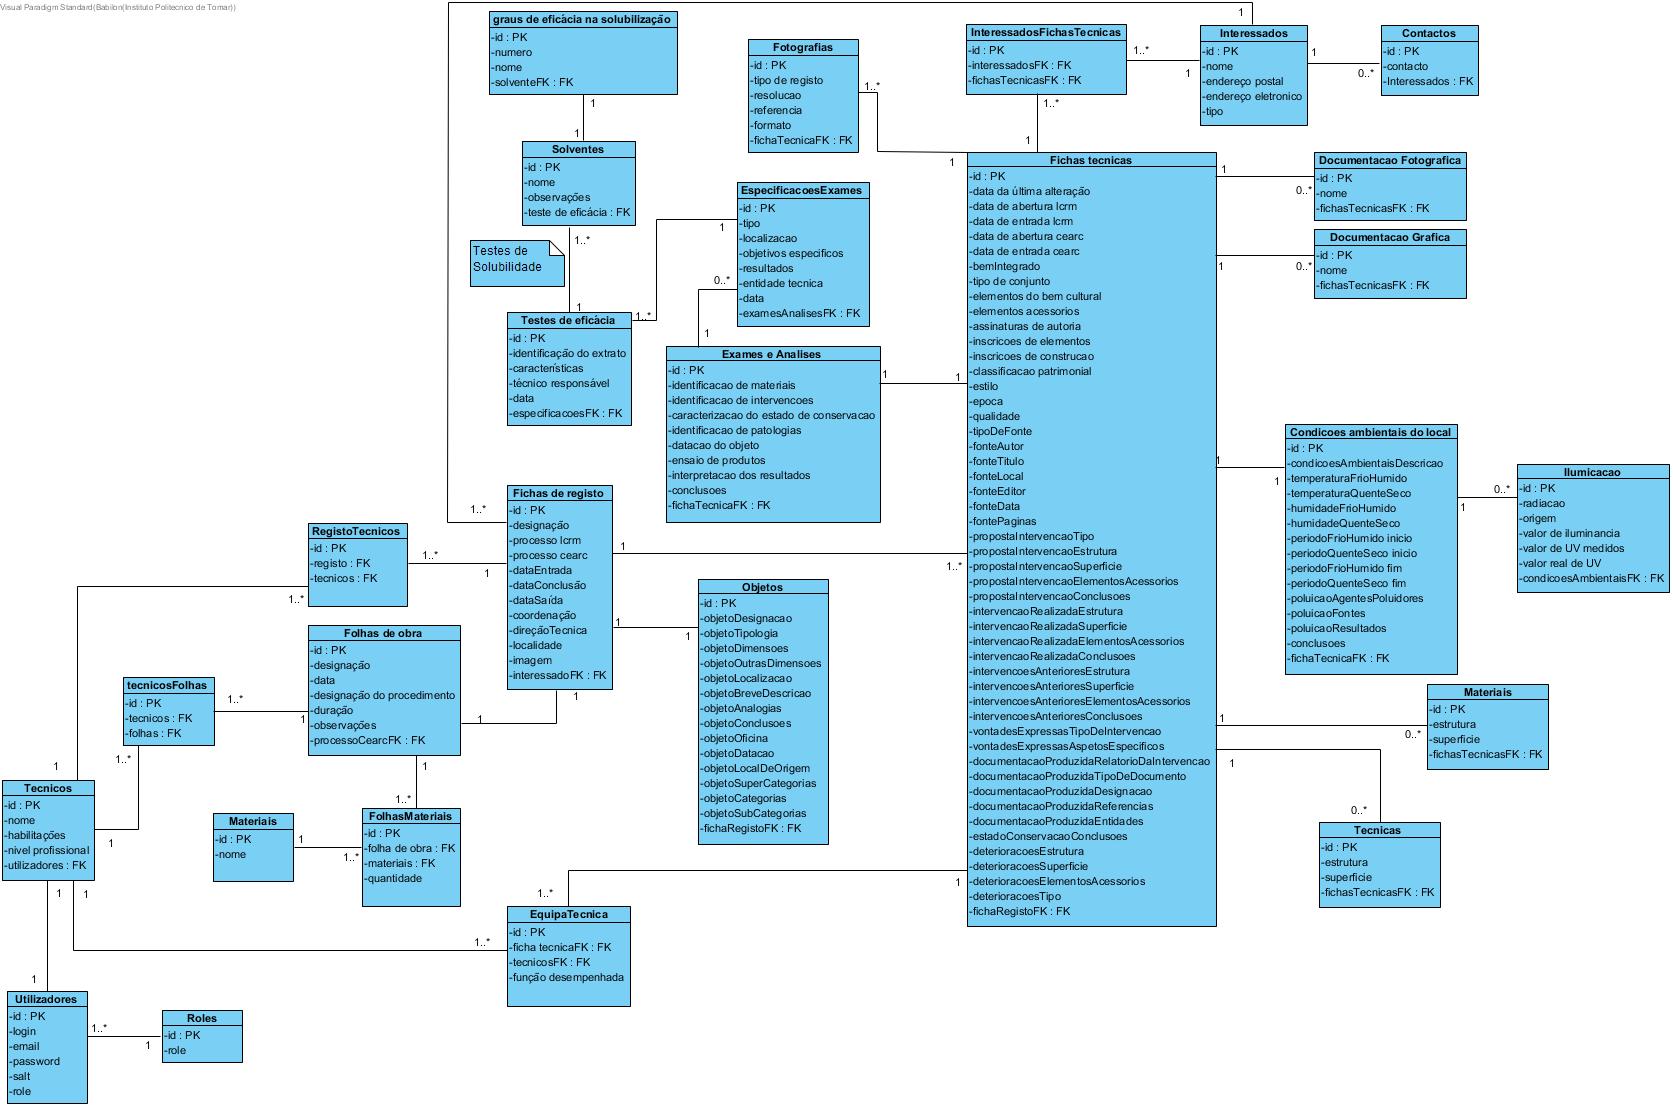 Visual Paradigm Standard(Babilon(Instituto Politecnico de Tomar))
graus de eficácia na solubilização
-id : PK
-numero
-nome
-solventeFK : FK
1
1
Solventes
-id : PK
-nome
-observações
-teste de eficácia : FK
1..*
Testes de
Solubilidade
1
Testes de eficácia
-id : PK
-identificação do extrato
-características
-técnico responsável
-data
-especificacoesFK : FK
1..*
Fotografias
-id : PK
-tipo de registo
-resolucao
-referencia
-formato
-fichaTecnicaFK : FK
1..*
1
EspecificacoesExames
-id : PK
-tipo
-localizacao
-objetivos especificos
-resultados
-entidade tecnica
-data
-examesAnalisesFK : FK
1
0..*
1
Exames e Analises
-id : PK
-identificacao de materiais
-identificacao de intervencoes
-caracterizacao do estado de conservacao
-identificacao de patologias
-datacao do objeto
-ensaio de produtos
-interpretacao dos resultados
-conclusoes
-fichaTecnicaFK : FK
1
1
InteressadosFichasTecnicas
-id : PK
-interessadosFK : FK
-fichasTecnicasFK : FK
1..*
1
1..*
1
1
Interessados
-id : PK
-nome
-endereço postal
-endereço eletronico
-tipo
1
0..*
Contactos
-id : PK
-contacto
-Interessados : FK
Fichas tecnicas
-id : PK
-data da última alteração
-data de abertura lcrm
-data de entrada lcrm
-data de abertura cearc
-data de entrada cearc
-bemIntegrado
-tipo de conjunto
-elementos do bem cultural
-elementos acessorios
-assinaturas de autoria
-inscricoes de elementos
-inscricoes de construcao
-classificacao patrimonial
-estilo
-epoca
-qualidade
-tipoDeFonte
-fonteAutor
-fonteTitulo
-fonteLocal
-fonteEditor
-fonteData
-fontePaginas
-propostaIntervencaoTipo
-propostaIntervencaoEstrutura
-propostaIntervencaoSuperficie
-propostaIntervencaoElementosAcessorios
-propostaIntervencaoConclusoes
-intervencaoRealizadaEstrutura
-intervencaoRealizadaSuperficie
-intervencaoRealizadaElementosAcessorios
-intervencaoRealizadaConclusoes
-intervencoesAnterioresEstrutura
-intervencoesAnterioresSuperficie
-intervencoesAnterioresElementosAcessorios
-intervencoesAnterioresConclusoes
-vontadesExpressasTipoDeIntervencao
-vontadesExpressasAspetosEspecificos
-documentacaoProduzidaRelatorioDaIntervencao
-documentacaoProduzidaTipoDeDocumento
-documentacaoProduzidaDesignacao
-documentacaoProduzidaReferencias
-documentacaoProduzidaEntidades
-estadoConservacaoConclusoes
-deterioracoesEstrutura
-deterioracoesSuperficie
-deterioracoesElementosAcessorios
-deterioracoesTipo
-fichaRegistoFK : FK
1
0..*
Documentacao Fotografica
-id : PK
-nome
-fichasTecnicasFK : FK
1
0..*
Documentacao Grafica
-id : PK
-nome
-fichasTecnicasFK : FK
1
1
Condicoes ambientais do local
-id : PK
-condicoesAmbientaisDescricao
-temperaturaFrioHumido
-temperaturaQuenteSeco
-humidadeFrioHumido
-humidadeQuenteSeco
-periodoFrioHumido inicio
-periodoQuenteSeco inicio
-periodoFrioHumido fim
-periodoQuenteSeco fim
-poluicaoAgentesPoluidores
-poluicaoFontes
-poluicaoResultados
-conclusoes
-fichaTecnicaFK : FK
0..*
1
Ilumicacao
-id : PK
-radiacao
-origem
-valor de iluminancia
-valor de UV medidos
-valor real de UV
-condicoesAmbientaisFK : FK
1
0..*
Materiais
-id : PK
-estrutura
-superficie
-fichasTecnicasFK : FK
1
0..*
Tecnicas
-id : PK
-estrutura
-superficie
-fichasTecnicasFK : FK
1..*
Fichas de registo
-id : PK
-designação
-processo lcrm
-processo cearc
-dataEntrada
-dataConclusão
-dataSaída
-coordenação
-direçãoTecnica
-localidade
-imagem
-interessadoFK : FK
1
1..*
1
1
Objetos
-id : PK
-objetoDesignacao
-objetoTipologia
-objetoDimensoes
-objetoOutrasDimensoes
-objetoLocalizacao
-objetoBreveDescricao
-objetoAnalogias
-objetoConclusoes
-objetoOficina
-objetoDatacao
-objetoLocalDeOrigem
-objetoSuperCategorias
-objetoCategorias
-objetoSubCategorias
-fichaRegistoFK : FK
RegistoTecnicos
-id : PK
-registo : FK
-tecnicos : FK
1..*
1
1..*
Folhas de obra
-id : PK
-designação
-data
-designação do procedimento
-duração
-observações
-processoCearcFK : FK
1
1
tecnicosFolhas
-id : PK
-tecnicos : FK
-folhas : FK
1..*
1
1..*
1
1
Tecnicos
-id : PK
-nome
-habilitações
-nivel profissional
-utilizadores : FK
Materiais
-id : PK
-nome
1
1..*
1
1..*
FolhasMateriais
-id : PK
-folha de obra : FK
-materiais : FK
-quantidade
1..*
1
EquipaTecnica
-id : PK
-ficha tecnicaFK : FK
-tecnicosFK : FK
-função desempenhada
1
1
1..*
1
Utilizadores
-id : PK
-login
-email
-password
-salt
-role
1..*
1
Roles
-id : PK
-role